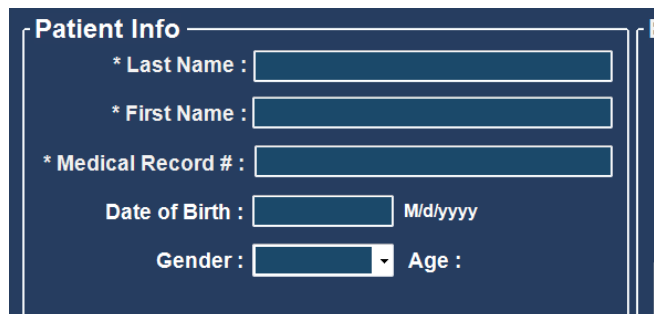 Patient Info
* Last Name :
* First Name :
* Medical Record # :
Date of Birth : M/d/yyyy
Gender : Age :